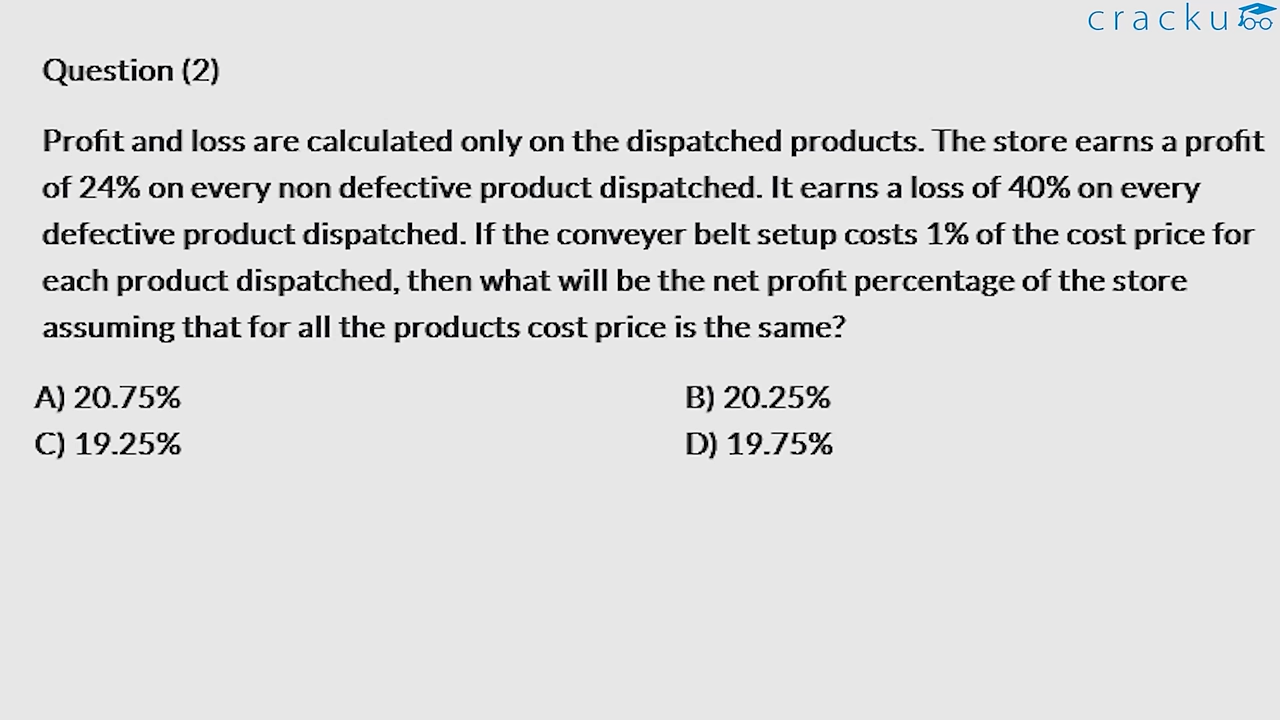 cracku
Question (2)
Profit and loss are calculated only on the dispatched products. The store earns a profit
of 24% on every non defective product dispatched. It earns a loss of 40% on every
defective product dispatched. If the conveyer belt setup costs 1% of the cost price for
each product dispatched, then what will be the net profit percentage of the store
assuming that for all the products cost price is the same?
A) 20.75% B) 20.25%
C) 19.25% D) 19.75%